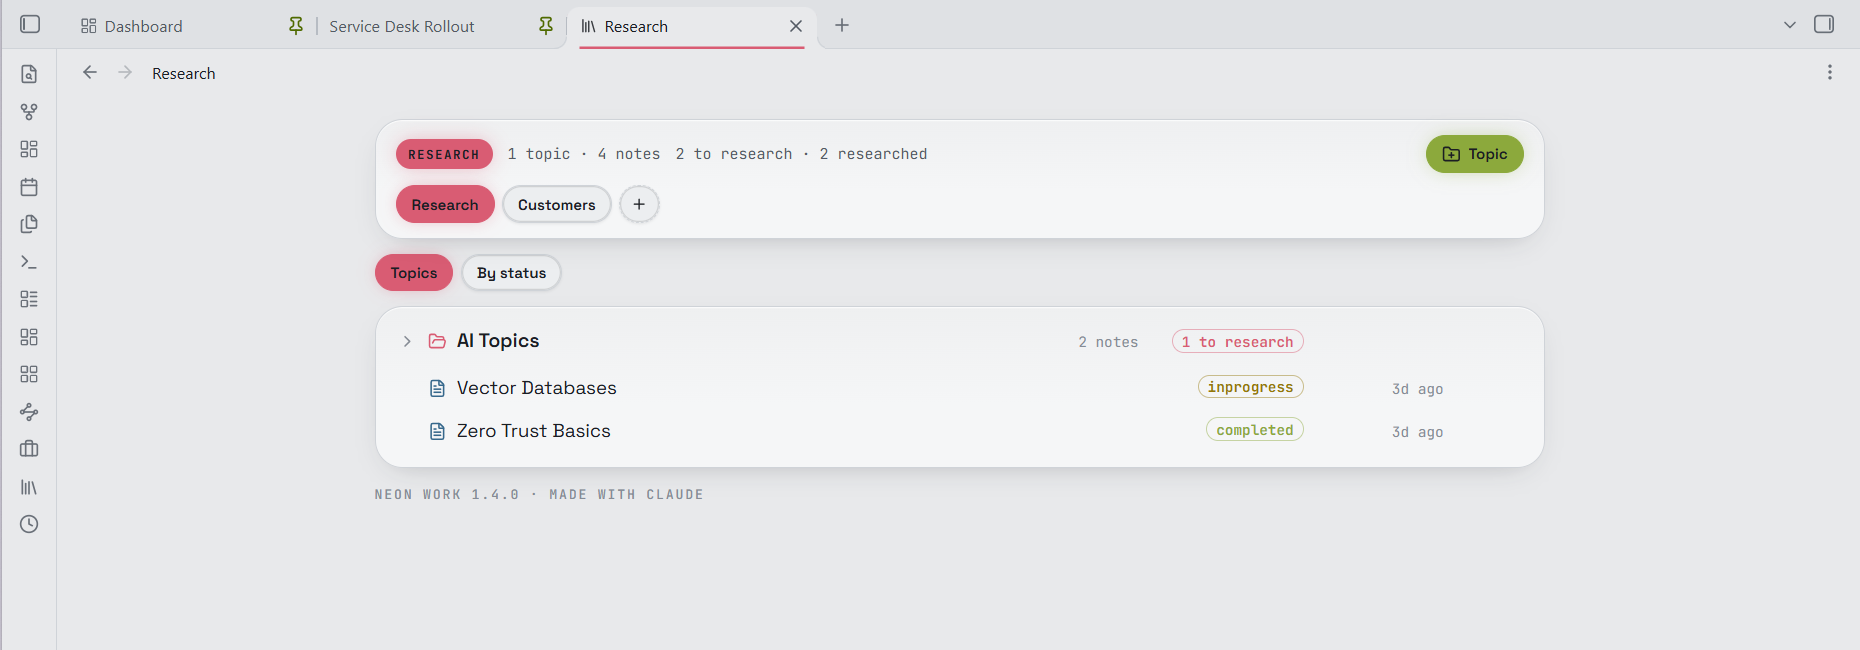 Dashboard
Service Desk Rollout
Research
Research
RESEARCH 1 topic · 4 notes 2 to research · 2 researched
Topic
Research Customers +
Topics By status
AI Topics 2 notes 1 to research
Vector Databases inprogress 3d ago
Zero Trust Basics completed 3d ago
NEON WORK 1.4.0 · MADE WITH CLAUDE